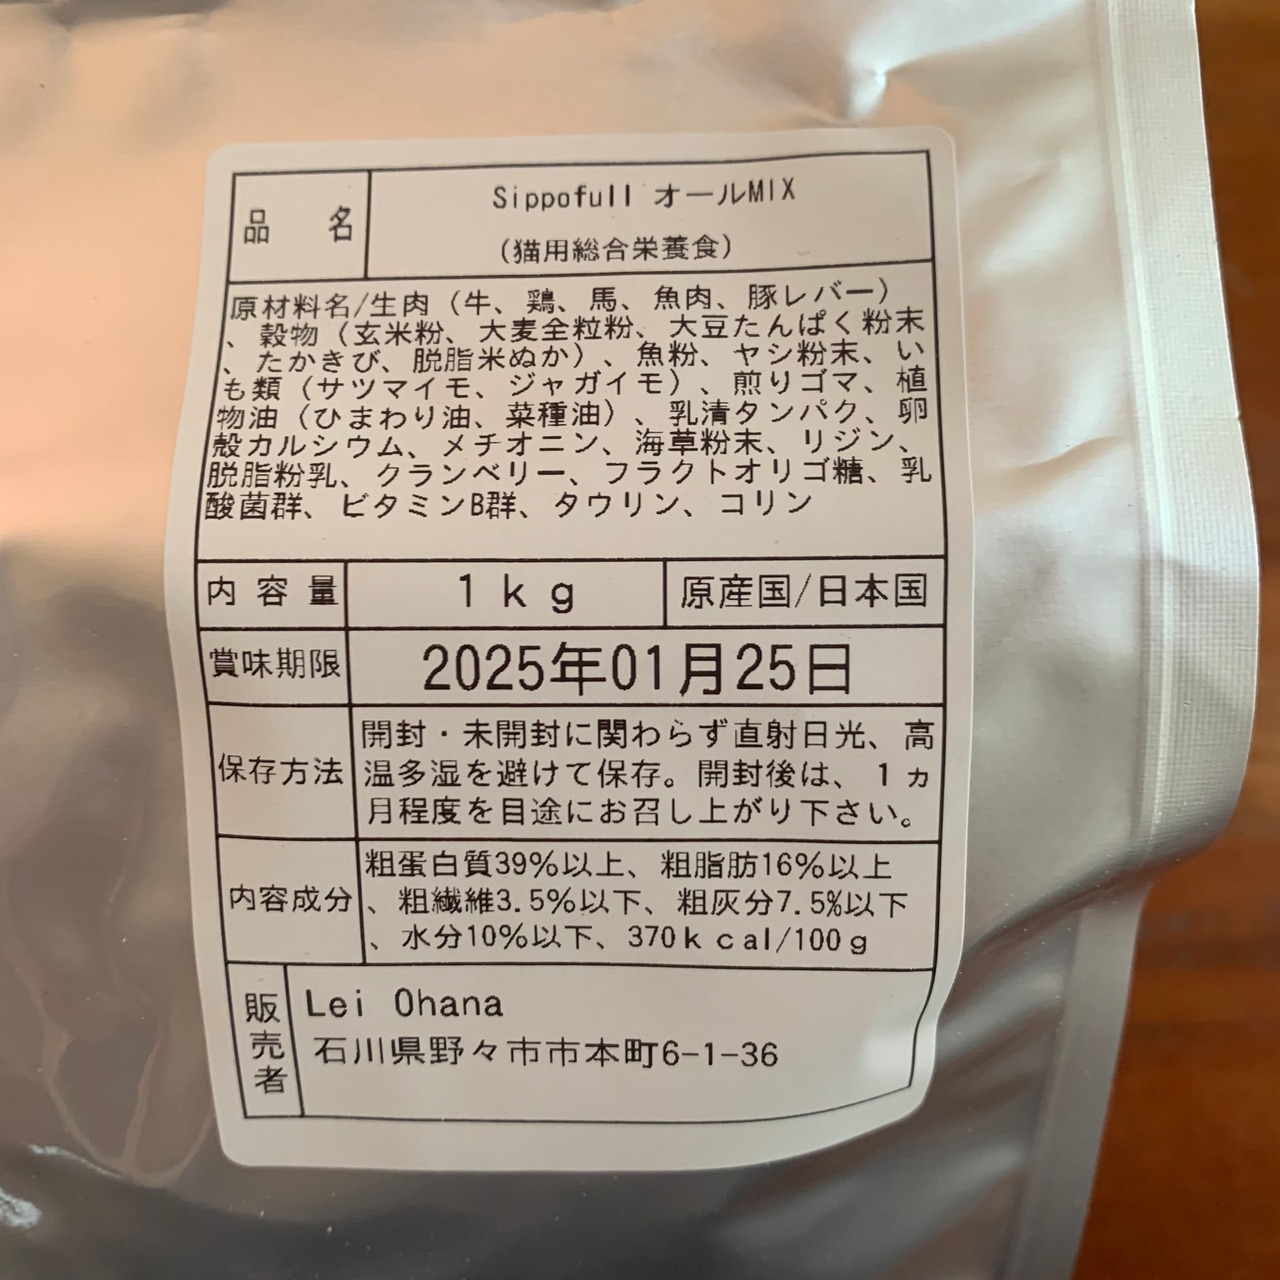 品 名
Sippofull オールMIX
(猫用総合栄養食)
原材料名/生肉（牛、鶏、馬、魚肉、豚レバー）
、穀物（玄米粉、大麦全粒粉、大豆たんぱく粉末
、たかきび、脱脂米ぬか）、魚粉、ヤシ粉末、い
も類（サツマイモ、ジャガイモ）、煎りゴマ、植
物油（ひまわり油、菜種油）、乳清タンパク、卵
殻カルシウム、メチオニン、海草粉末、リジン、
脱脂粉乳、クランベリー、フラクトオリゴ糖、乳
酸菌群、ビタミンB群、タウリン、コリン
内容量 1kg 原産国/日本国
賞味期限 2025年01月25日
保存方法
開封・未開封に関わらず直射日光、高
温多湿を避けて保存。開封後は、1ヵ
月程度を目途にお召し上がり下さい。
内容成分
粗蛋白質39%以上、粗脂肪16%以上
、粗繊維3.5%以下、粗灰分7.5%以下
、水分10%以下、370kcal/100g
販売者
Lei Ohana
石川県野々市市本町6-1-36